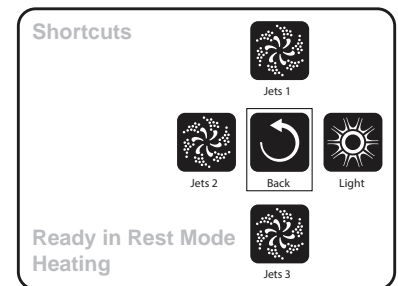 Shortcuts
Jets 1
Jets 2
Back
Light
Ready in Rest Mode
Heating
Jets 3